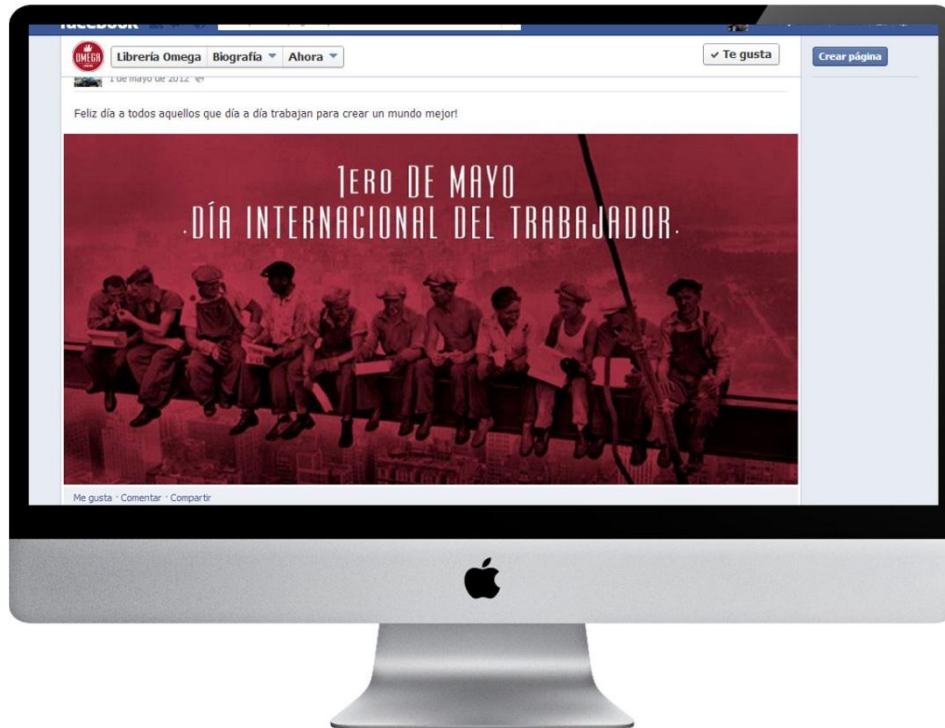 facebook
OMEGA
Librería Omega Biografía Ahora
✓ Te gusta
Crear página
1 de mayo de 2012
Feliz día a todos aquellos que día a día trabajan para crear un mundo mejor!
1ERO DE MAYO
.DÍA INTERNACIONAL DEL TRABAJADOR.
Me gusta · Comentar · Compartir